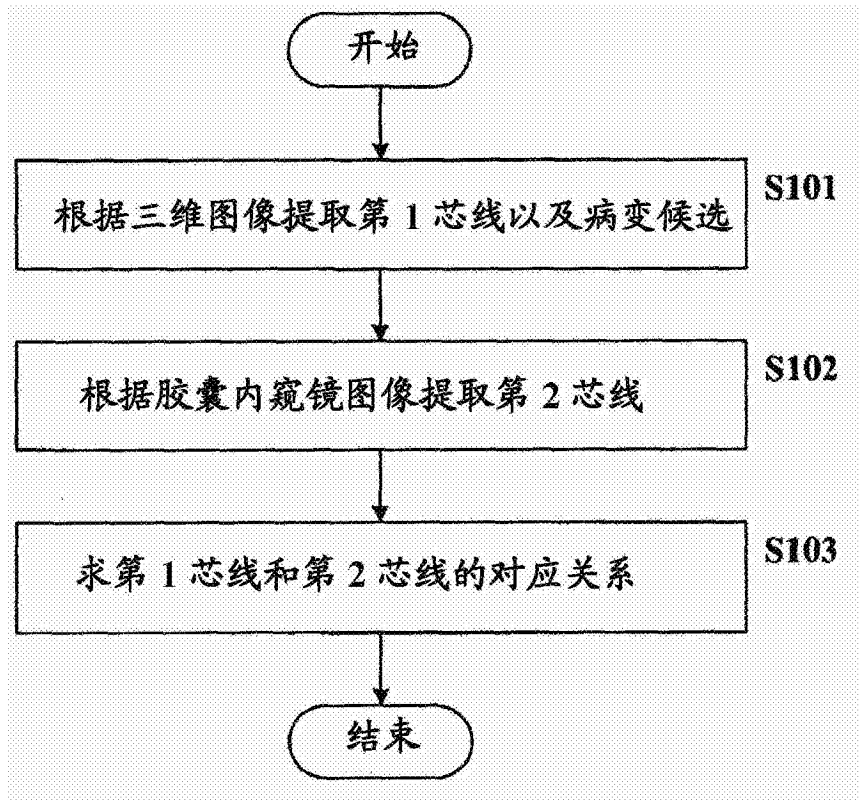 开始
根据三维图像提取第 1 芯线以及病变候选
S101
根据胶囊内窥镜图像提取第 2 芯线
S102
求第 1 芯线和第 2 芯线的对应关系
S103
结束